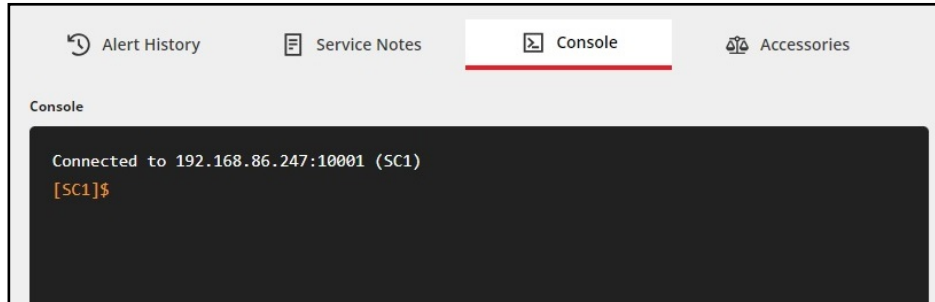 Alert History Service Notes Console Accessories
Console
Connected to 192.168.86.247:10001 (SC1)
[SC1]$